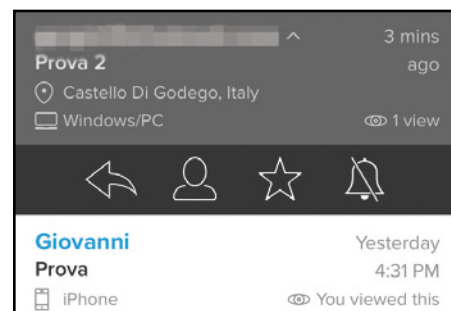 3 mins
Prova 2 ago
Castello Di Godego, Italy
Windows/PC 1 view
Giovanni Yesterday
Prova 4:31 PM
iPhone You viewed this